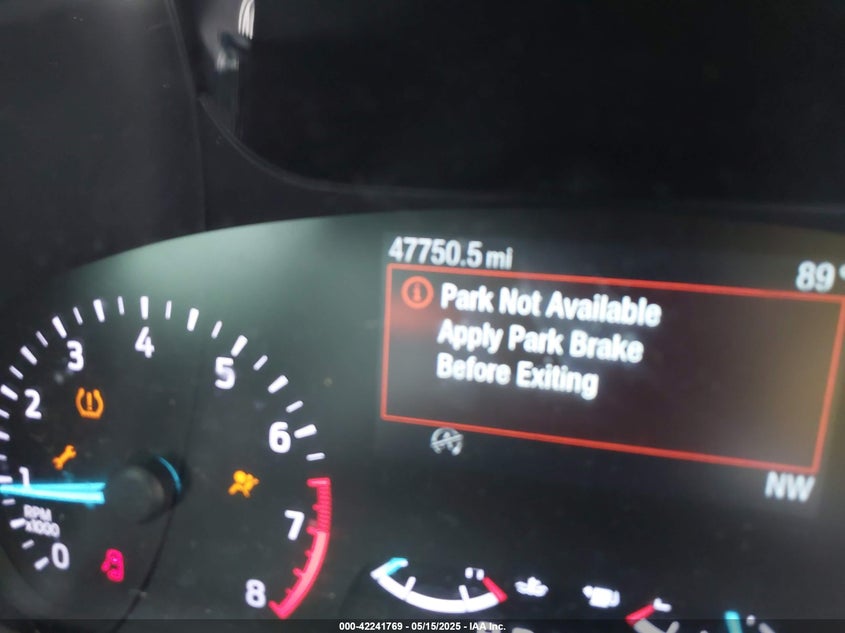 47750.5 mi
89°
Park Not Available
Apply Park Brake
Before Exiting
NW
0
1
2
3
4
5
6
7
8
RPM
x1000
000-42241769 - 05/15/2025 - IAA Inc.